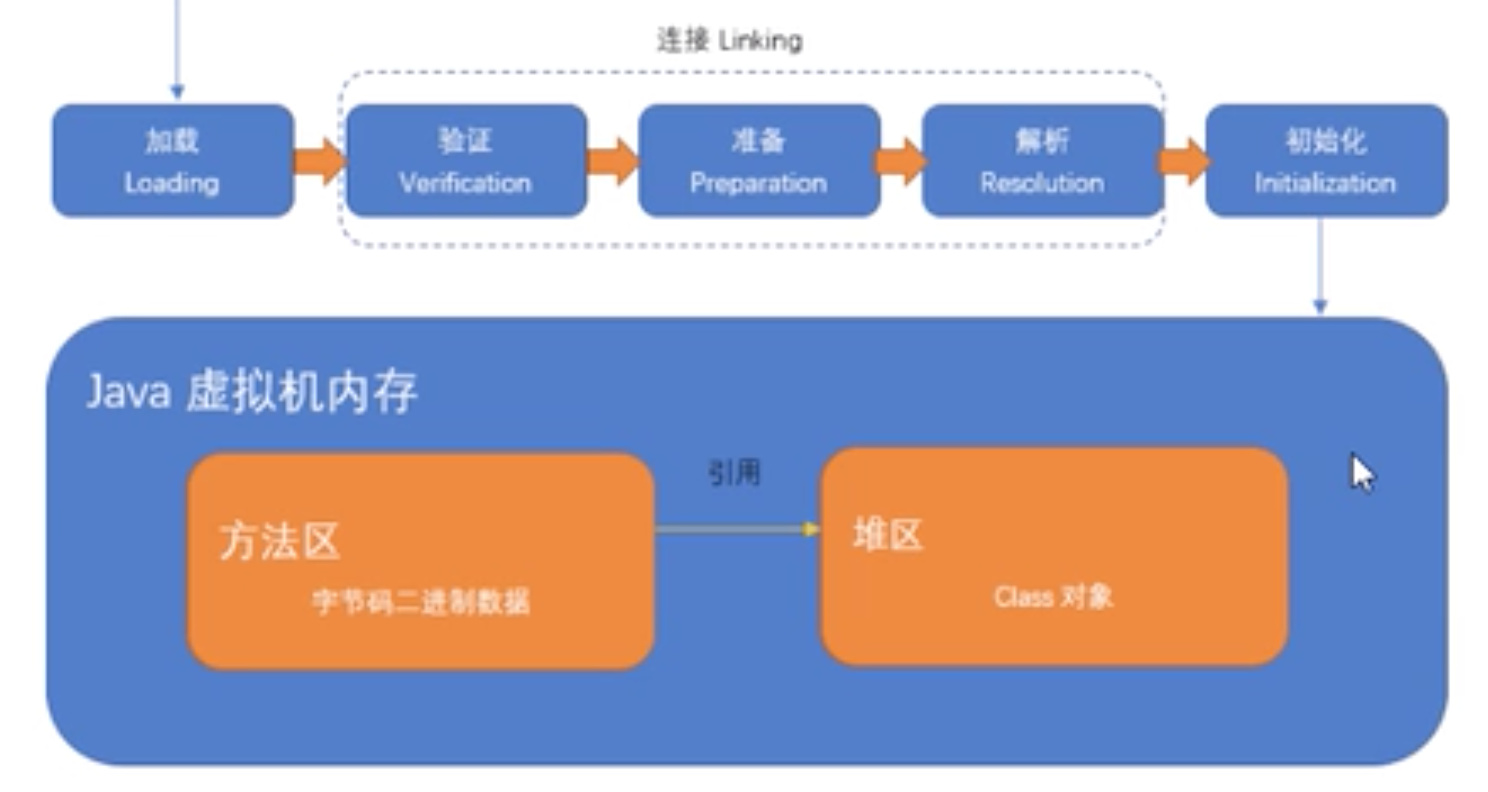 连接 Linking
加载
Loading
验证
Verification
准备
Preparation
解析
Resolution
初始化
Initialization
Java 虚拟机内存
方法区
字节码二进制数据
引用
堆区
Class 对象